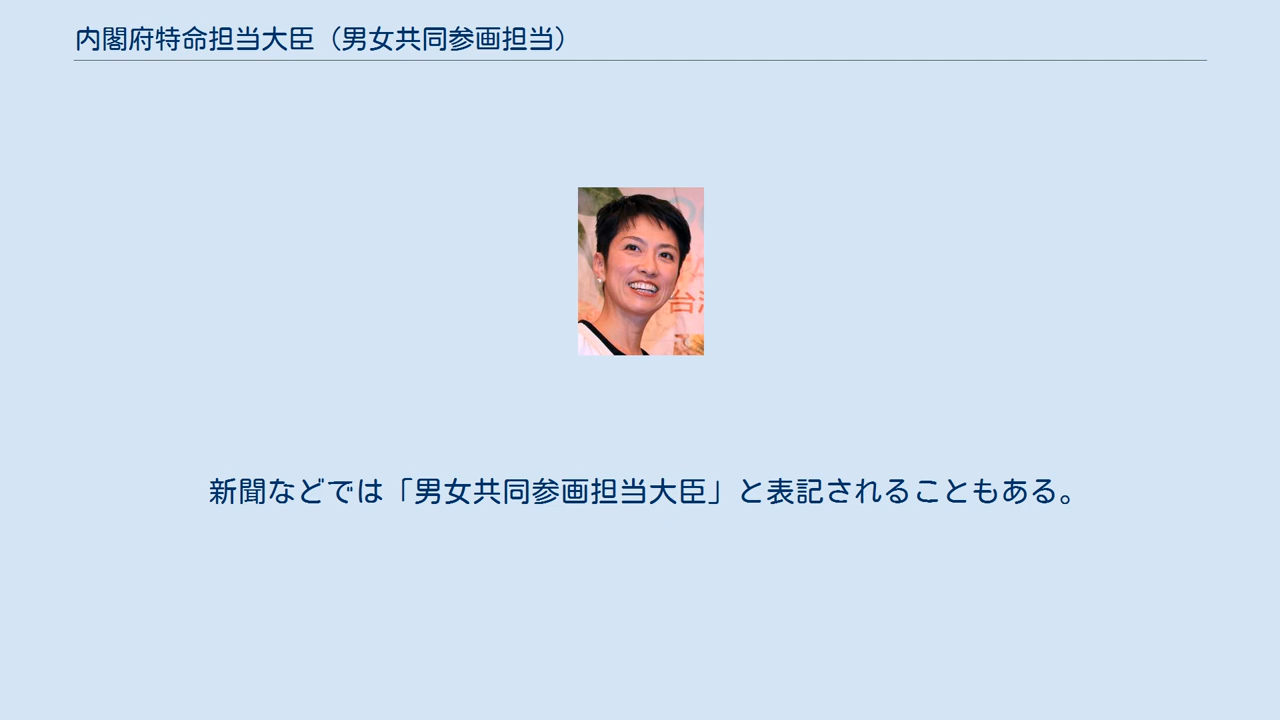 内閣府特命担当大臣（男女共同参画担当）
台
新聞などでは「男女共同参画担当大臣」と表記されることもある。